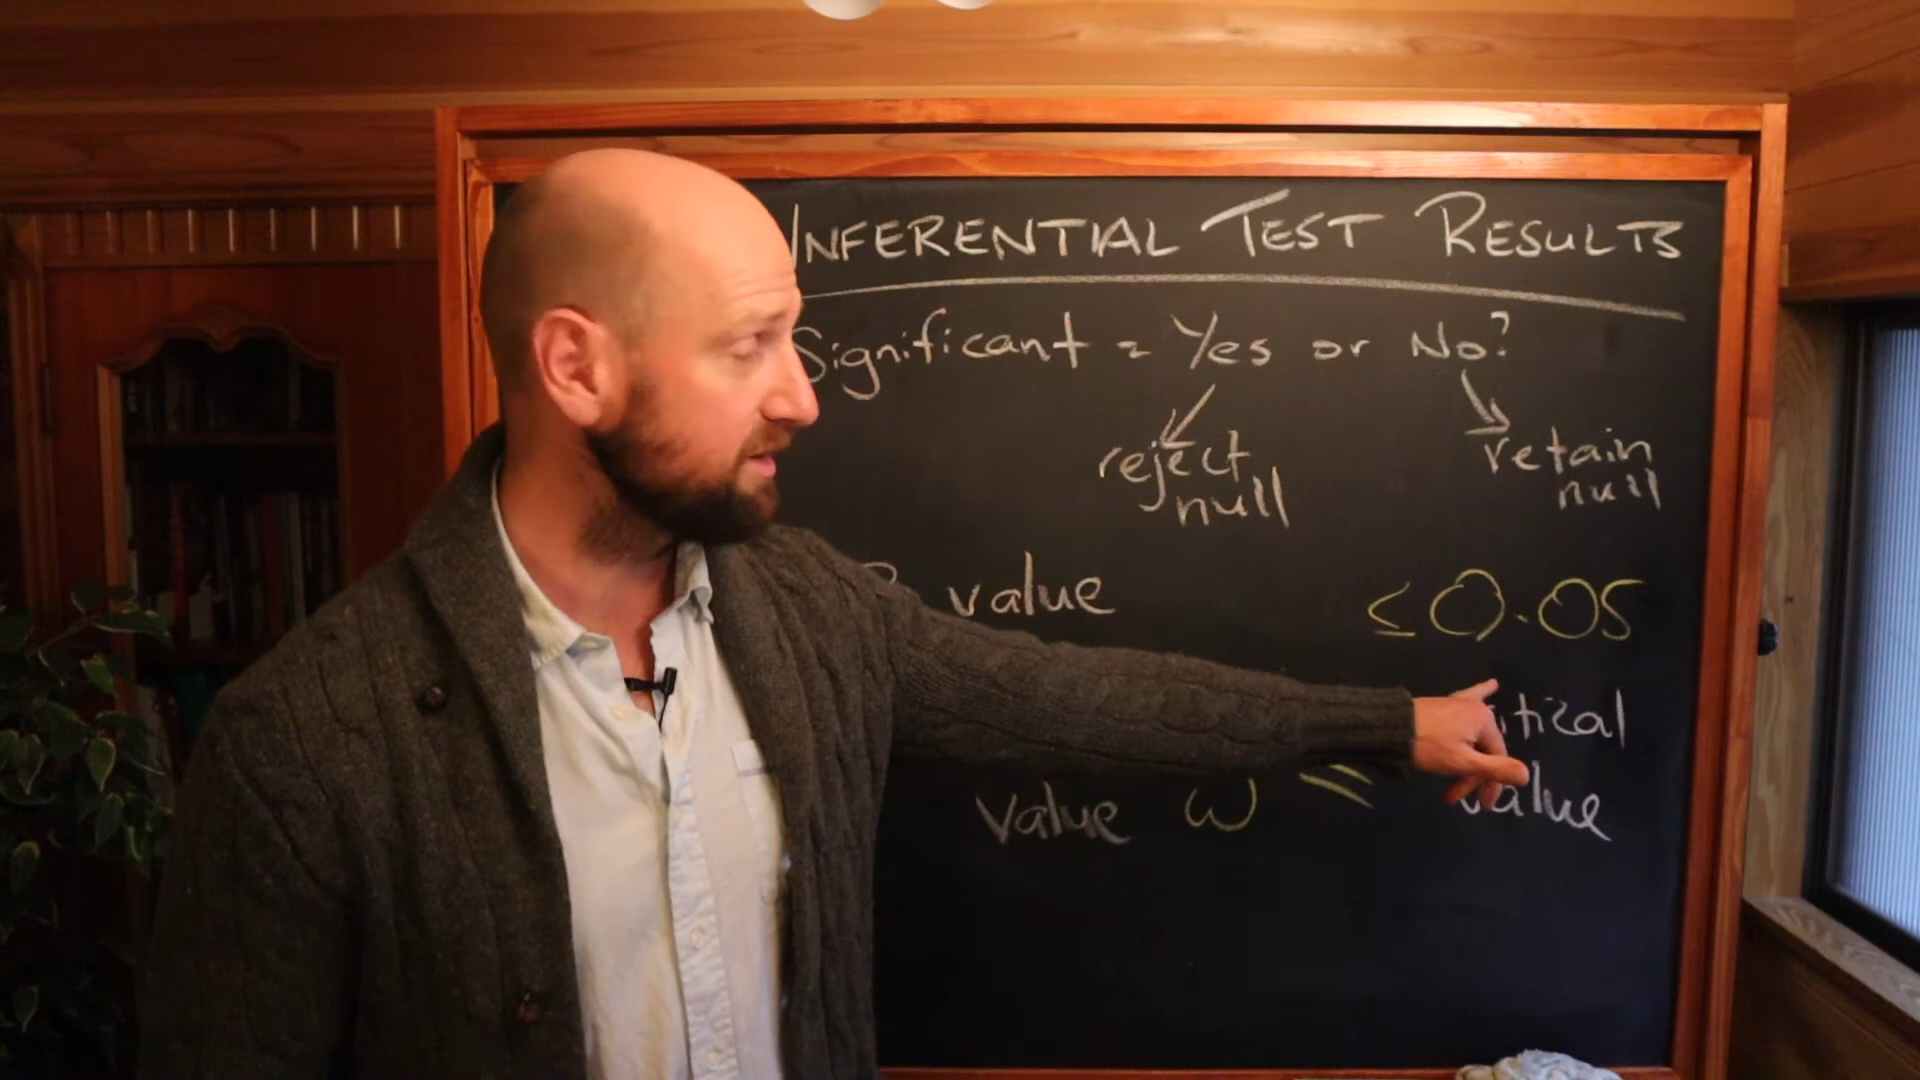 INFERENTIAL TEST RESULTS
Significant = Yes or No?
reject retain
null null
value ≤0.05
value ω value